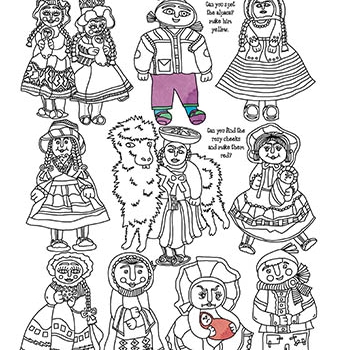 Can you spot
the alpaca?
make him
yellow.
Can you find the
rosy cheeks
and make them
red?